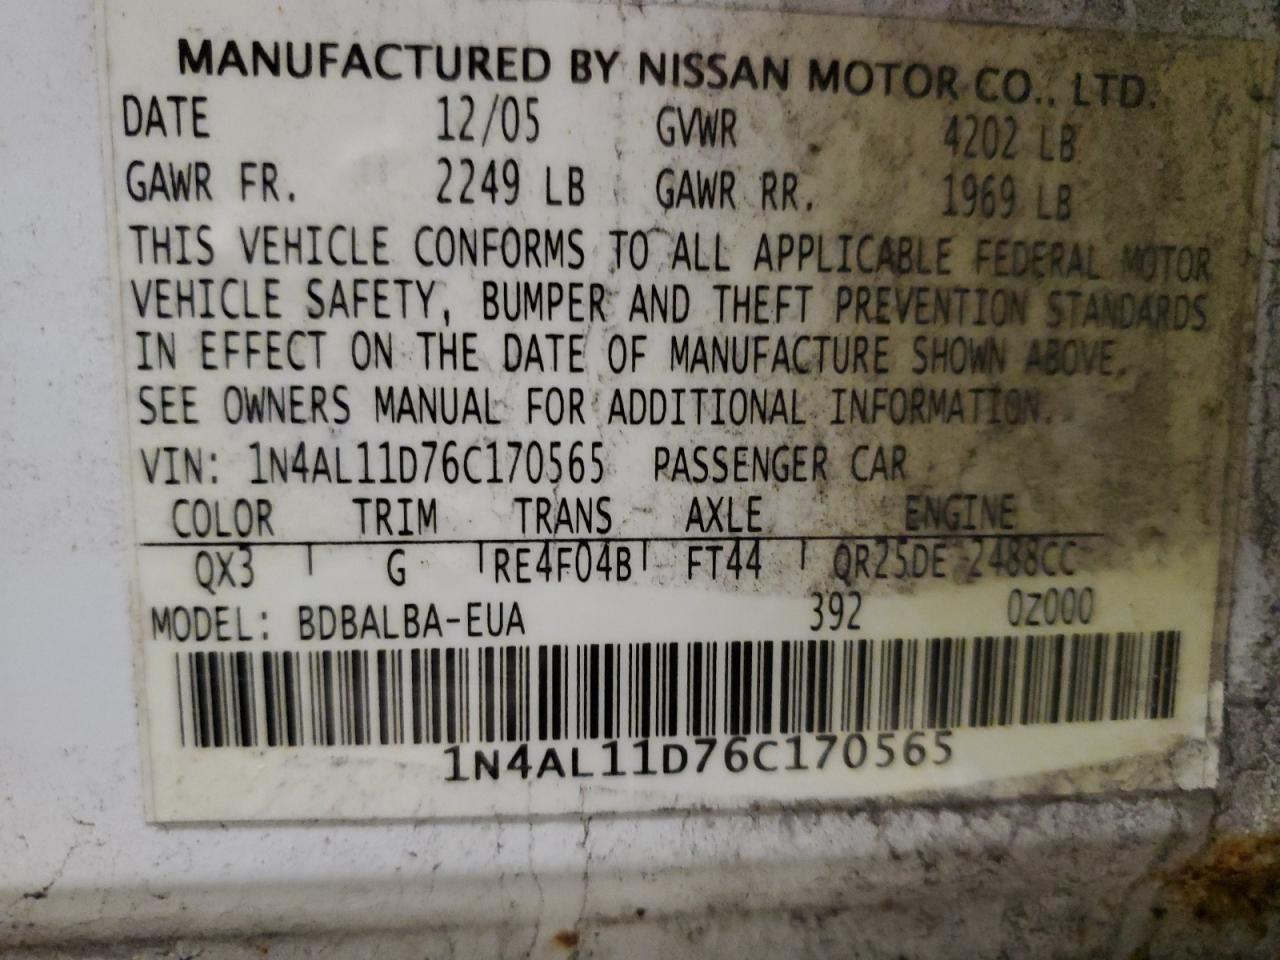 MANUFACTURED BY NISSAN MOTOR CO., LTD.
DATE 12/05 GVWR 4202 LB
GAWR FR. 2249 LB GAWR RR. 1969 LB
THIS VEHICLE CONFORMS TO ALL APPLICABLE FEDERAL MOTOR
VEHICLE SAFETY, BUMPER AND THEFT PREVENTION STANDARDS
IN EFFECT ON THE DATE OF MANUFACTURE SHOWN ABOVE.
SEE OWNERS MANUAL FOR ADDITIONAL INFORMATION.
VIN: 1N4AL11D76C170565 PASSENGER CAR
COLOR TRIM TRANS AXLE ENGINE
QX3 G RE4F04B FT44 QR25DE 2488CC
MODEL: BDBALBA-EUA 392 0Z000
1N4AL11D76C170565